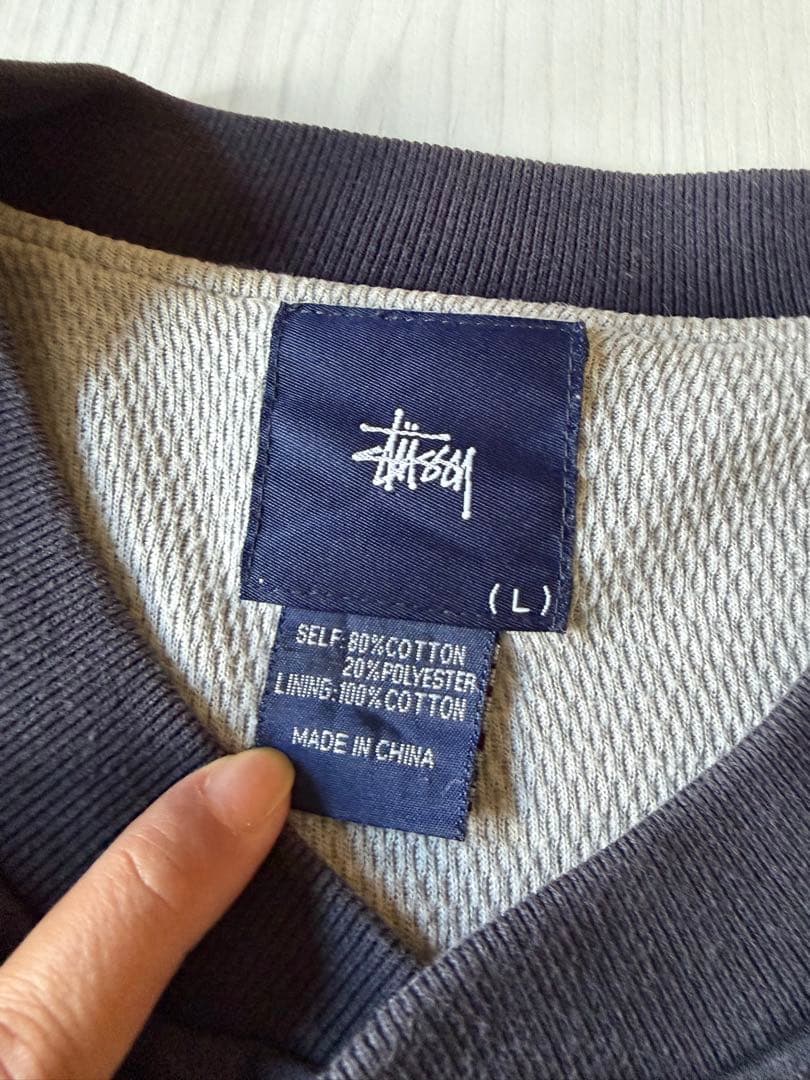 Stüssy
(L)
SELF:80%COTTON
20%POLYESTER
LINING:100%COTTON
MADE IN CHINA